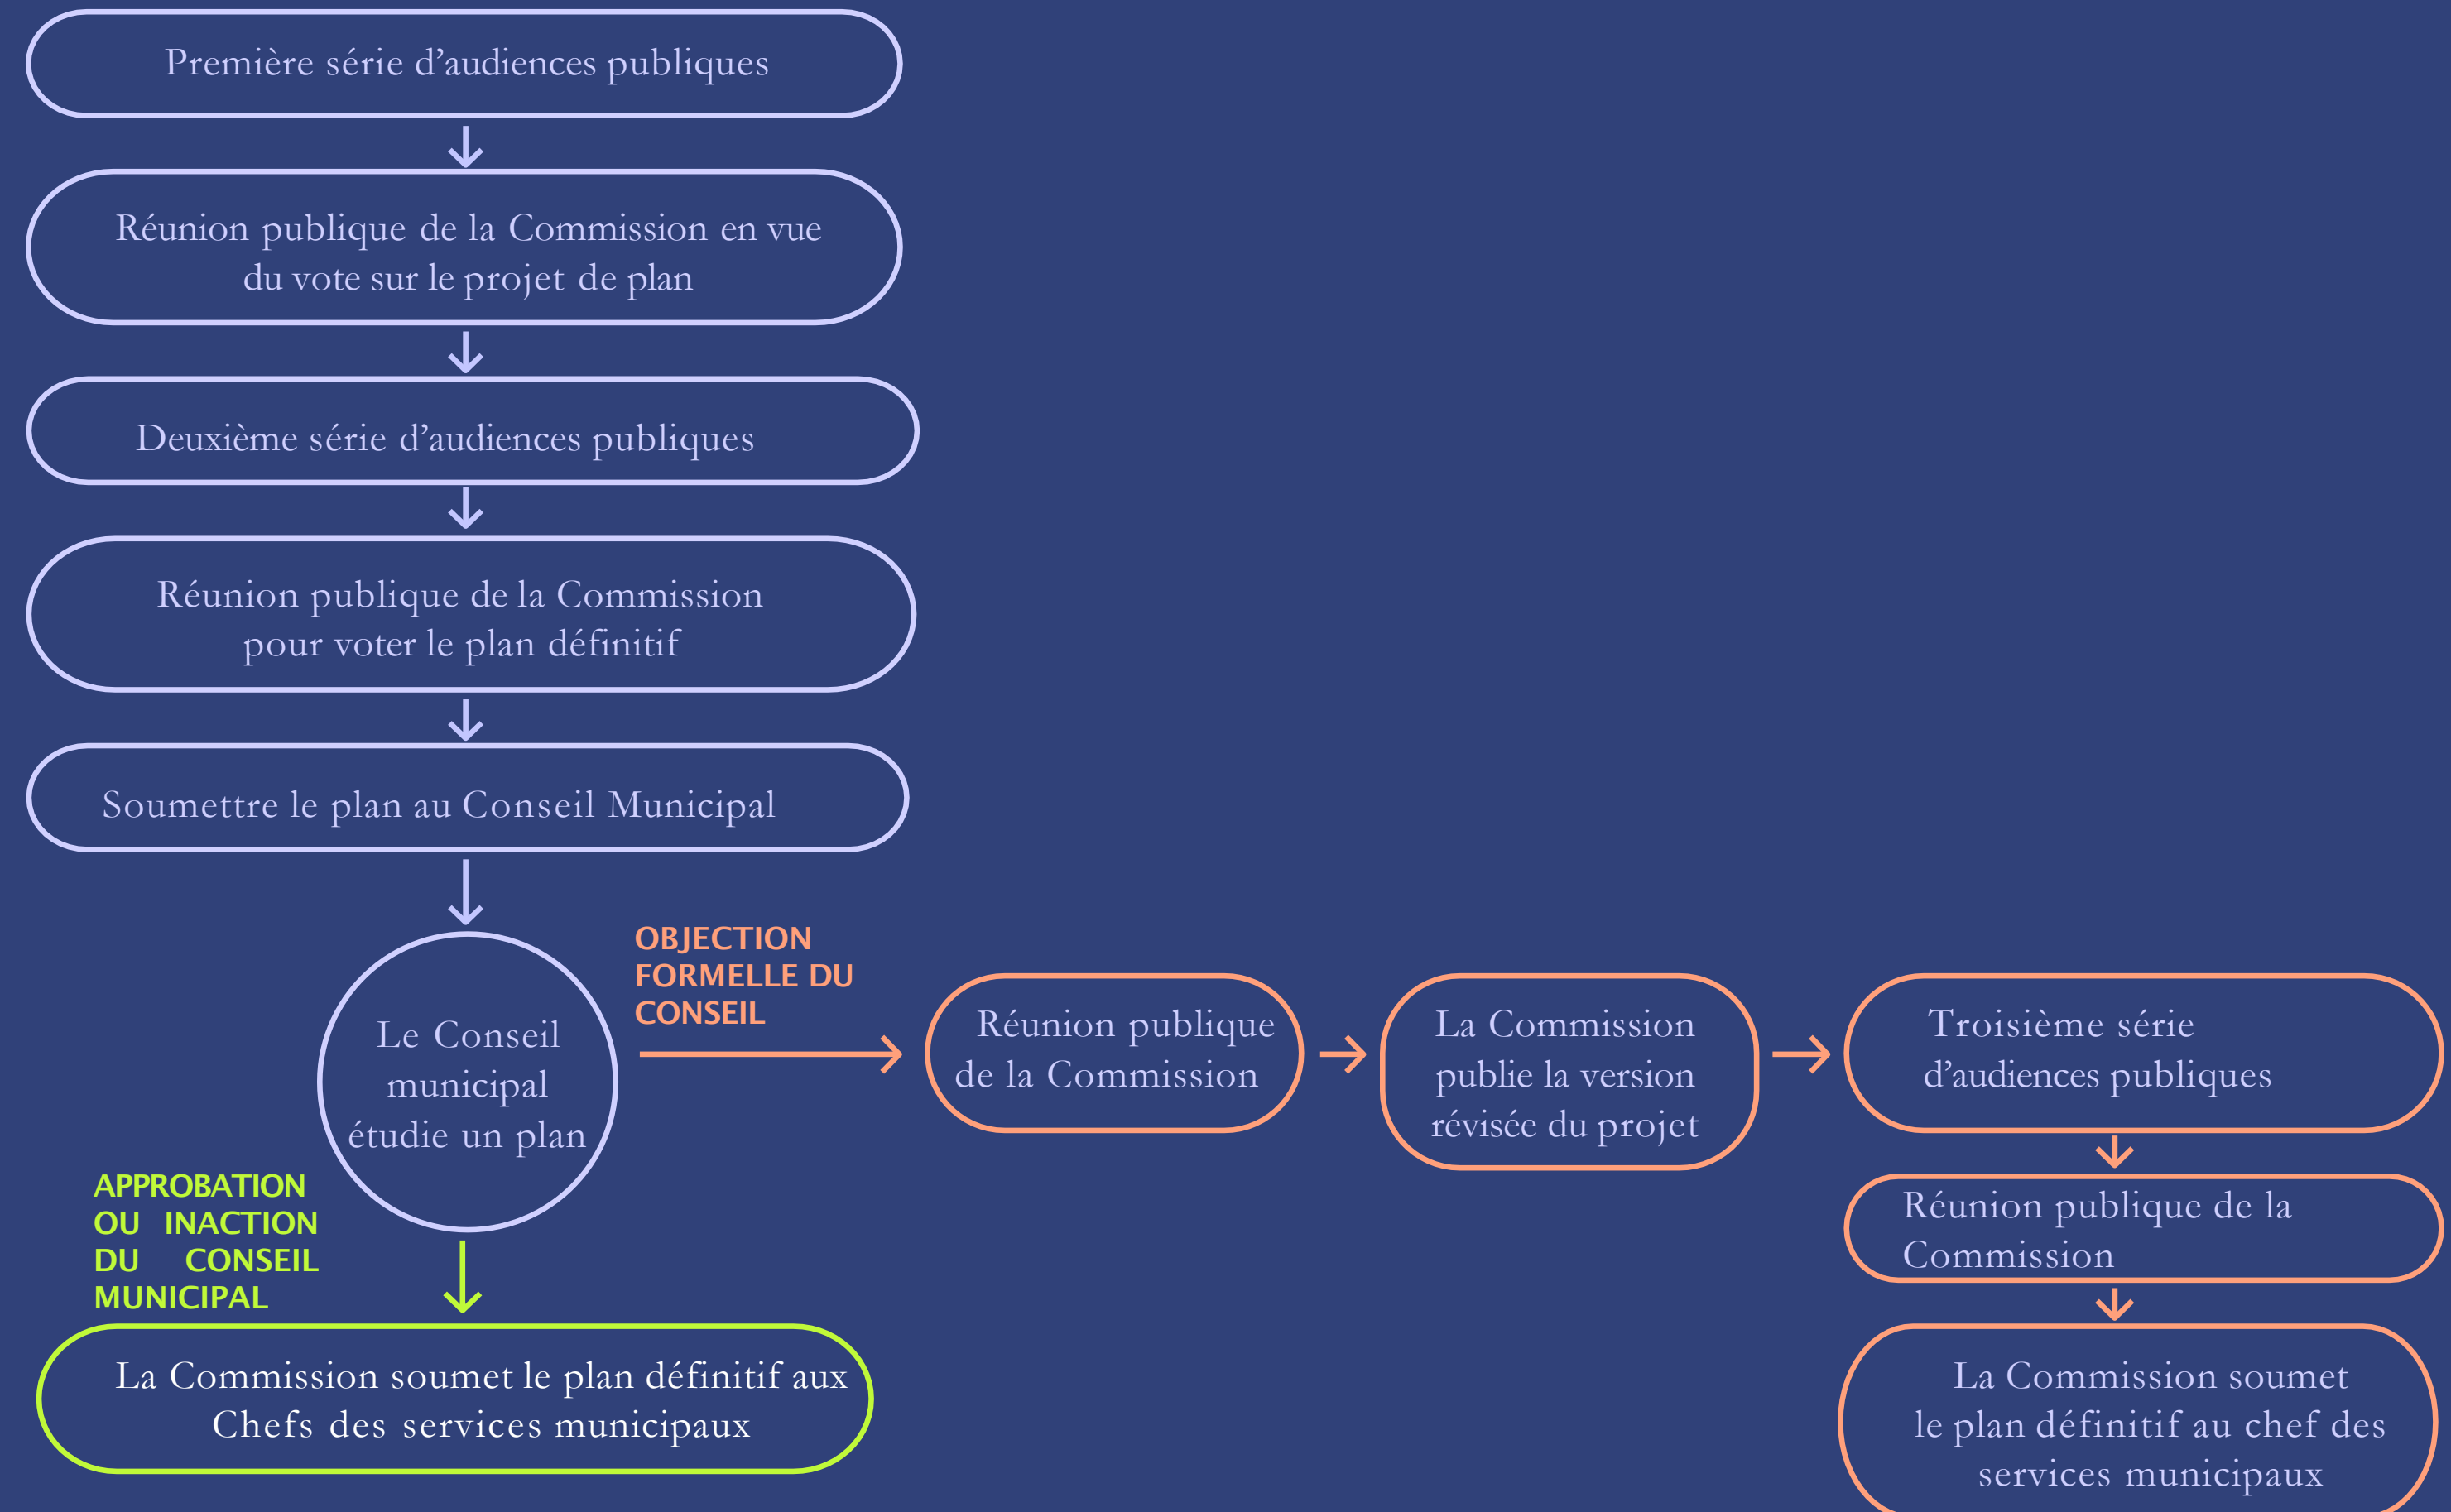 Première série d’audiences publiques
Réunion publique de la Commission en vue
du vote sur le projet de plan
Deuxième série d’audiences publiques
Réunion publique de la Commission
pour voter le plan définitif
Soumettre le plan au Conseil Municipal
Le Conseil
municipal
étudie un plan
OBJECTION
FORMELLE DU
CONSEIL
Réunion publique
de la Commission
La Commission
publie la version
révisée du projet
Troisième série
d’audiences publiques
Réunion publique de la
Commission
La Commission soumet
le plan définitif au chef des
services municipaux
APPROBATION
OU INACTION
DU CONSEIL
MUNICIPAL
La Commission soumet le plan définitif aux
Chefs des services municipaux